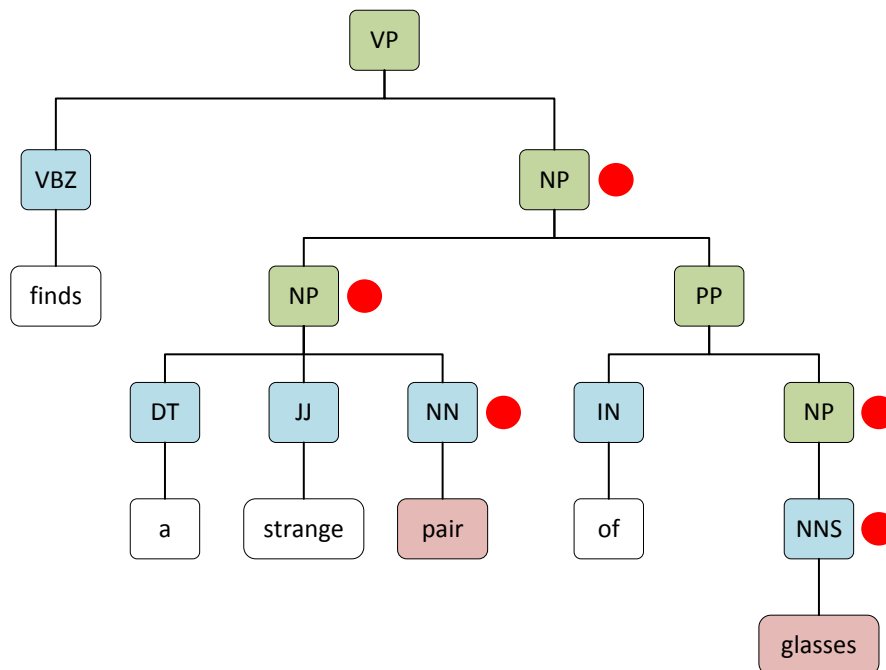 VP
VBZ NP
finds NP PP
DT JJ NN IN NP
a strange pair of NNS
glasses